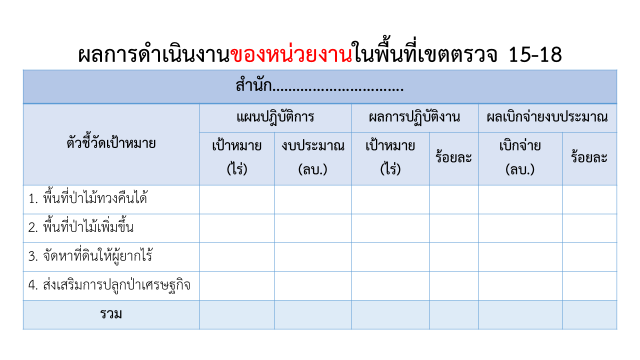 ผลการดำเนินงานของหน่วยงานในพื้นที่เขตตรวจ 15-18
สำนัก................................
ตัวชี้วัดเป้าหมาย
แผนปฏิบัติการ
ผลการปฏิบัติงาน
ผลเบิกจ่ายงบประมาณ
เป้าหมาย
(ไร่)
งบประมาณ
(ลบ.)
เป้าหมาย
(ไร่)
ร้อยละ
เบิกจ่าย
(ลบ.)
ร้อยละ
1. พื้นที่ป่าไม้ทวงคืนได้
2. พื้นที่ป่าไม้เพิ่มขึ้น
3. จัดหาที่ดินให้ผู้ยากไร้
4. ส่งเสริมการปลูกป่าเศรษฐกิจ
รวม